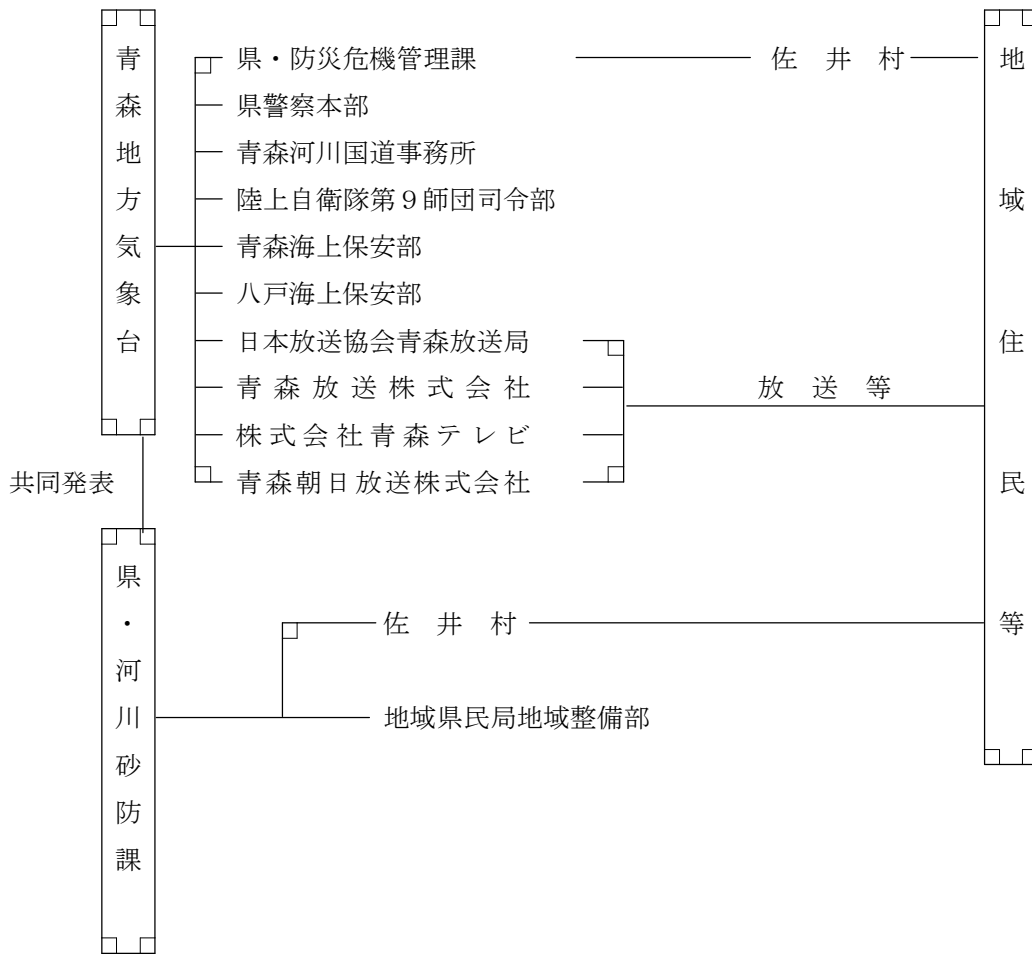 青森地方気象台
県・防災危機管理課
佐井村
県警察本部
青森河川国道事務所
陸上自衛隊第９師団司令部
青森海上保安部
八戸海上保安部
日本放送協会青森放送局
青森放送株式会社
放送等
株式会社青森テレビ
青森朝日放送株式会社
地域住民等
共同発表
県・河川砂防課
佐井村
地域県民局地域整備部